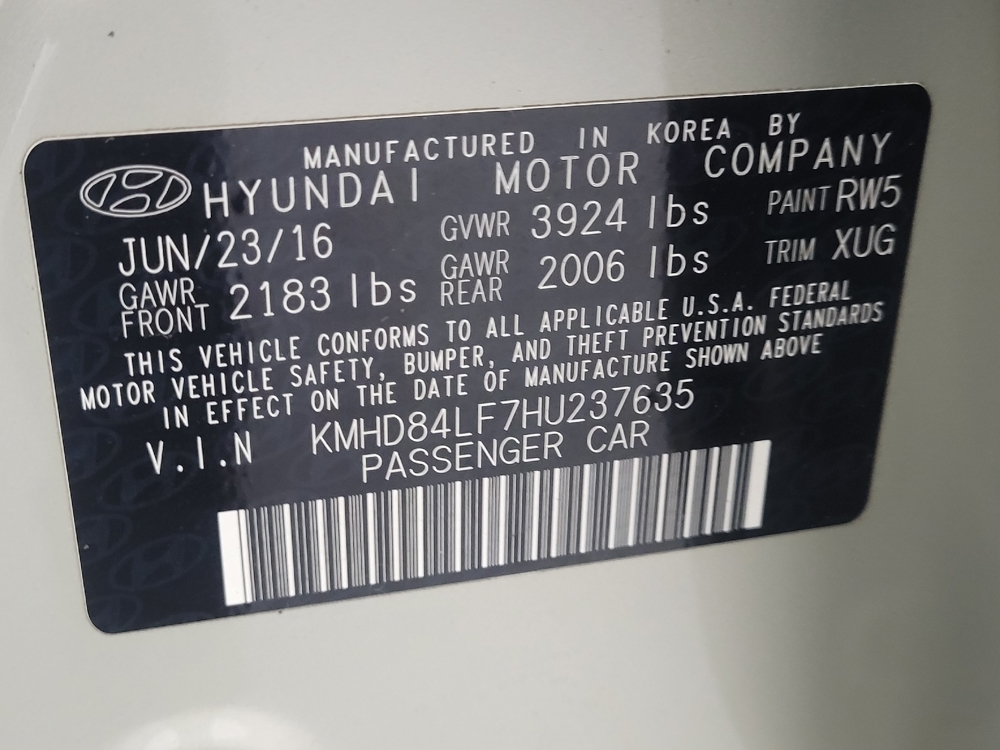 MANUFACTURED IN KOREA BY
HYUNDAI MOTOR COMPANY
JUN/23/16 GVWR 3924 lbs PAINT RW5
GAWR FRONT 2183 lbs GAWR REAR 2006 lbs TRIM XUG
THIS VEHICLE CONFORMS TO ALL APPLICABLE U.S.A. FEDERAL
MOTOR VEHICLE SAFETY, BUMPER, AND THEFT PREVENTION STANDARDS
IN EFFECT ON THE DATE OF MANUFACTURE SHOWN ABOVE
V.I.N KMHD84LF7HU237635
PASSENGER CAR